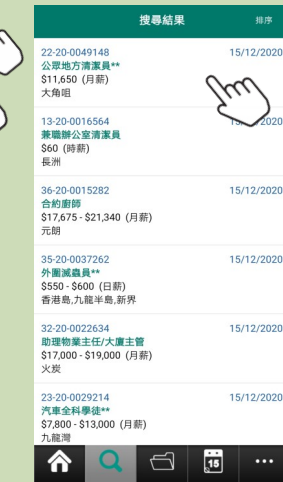 搜尋結果 排序
22-20-0049148 15/12/2020
公眾地方清潔員**
$11,650 (月薪)
大角咀
13-20-0016564 15/12/2020
兼職辦公室清潔員
$60 (時薪)
長洲
36-20-0015282 15/12/2020
合約廚師
$17,675 - $21,340 (月薪)
元朗
35-20-0037262 15/12/2020
外圍滅蟲員**
$550 - $600 (日薪)
香港島,九龍半島,新界
32-20-0022634 15/12/2020
助理物業主任/大廈主管
$17,000 - $19,000 (月薪)
火炭
23-20-0029214 15/12/2020
汽車全科學徒**
$7,800 - $13,000 (月薪)
九龍灣
15